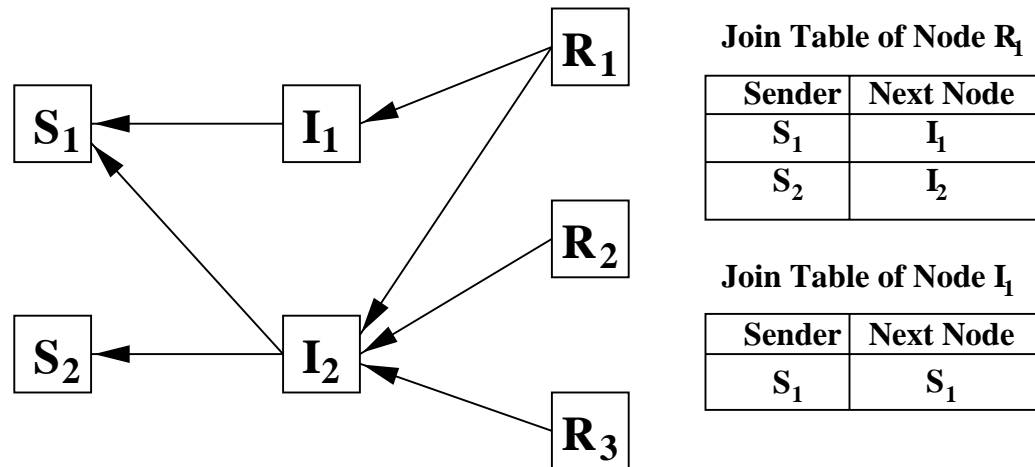 S₁
I₁
R₁
R₂
S₂
I₂
R₃
Join Table of Node R₁
Sender Next Node
S₁ I₁
S₂ I₂
Join Table of Node I₁
Sender Next Node
S₁ S₁